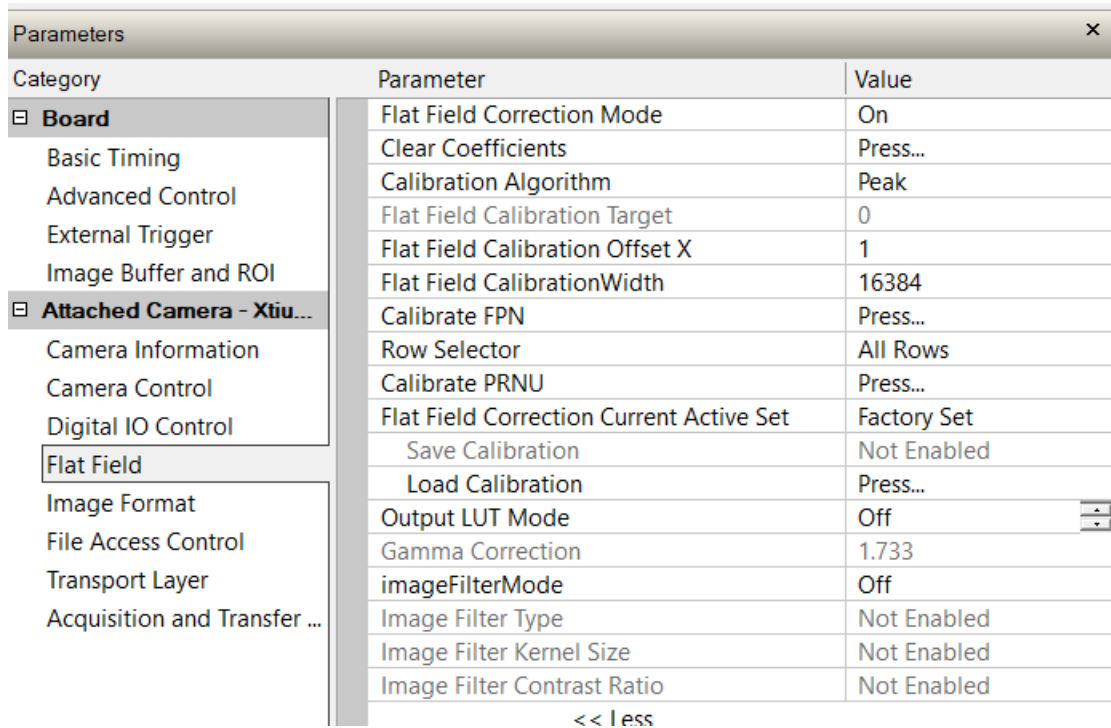 Parameters ×
Category Parameter Value
Board
Basic Timing
Advanced Control
External Trigger
Image Buffer and ROI
Attached Camera - Xtiu...
Camera Information
Camera Control
Digital IO Control
Flat Field
Image Format
File Access Control
Transport Layer
Acquisition and Transfer ...
Flat Field Correction Mode On
Clear Coefficients Press...
Calibration Algorithm Peak
Flat Field Calibration Target 0
Flat Field Calibration Offset X 1
Flat Field CalibrationWidth 16384
Calibrate FPN Press...
Row Selector All Rows
Calibrate PRNU Press...
Flat Field Correction Current Active Set Factory Set
Save Calibration Not Enabled
Load Calibration Press...
Output LUT Mode Off
Gamma Correction 1.733
imageFilterMode Off
Image Filter Type Not Enabled
Image Filter Kernel Size Not Enabled
Image Filter Contrast Ratio Not Enabled
<< Less